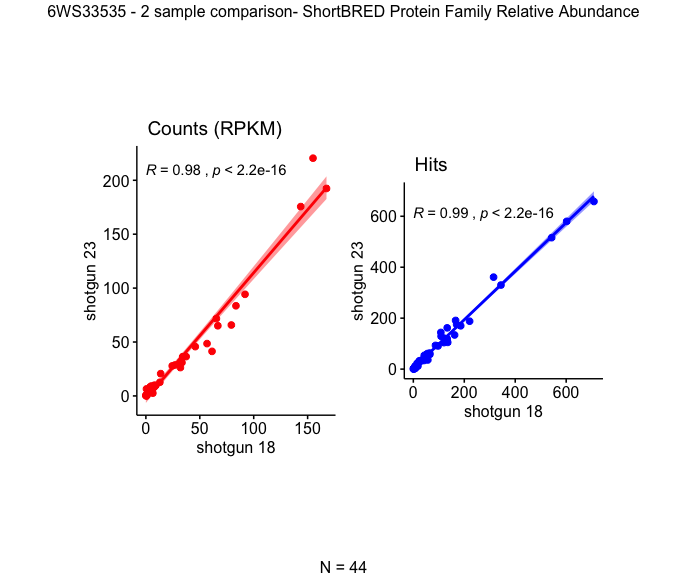 6WS33535 - 2 sample comparison- ShortBRED Protein Family Relative Abundance
Counts (RPKM)
R = 0.98 , p < 2.2e-16
200
150
100
50
0
shotgun 23
0 50 100 150
shotgun 18
Hits
R = 0.99 , p < 2.2e-16
600
400
200
0
shotgun 23
0 200 400 600
shotgun 18
N = 44